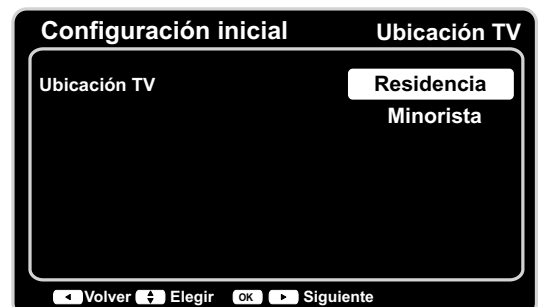 Configuración inicial Ubicación TV
Ubicación TV Residencia
Minorista
Volver Elegir OK Siguiente